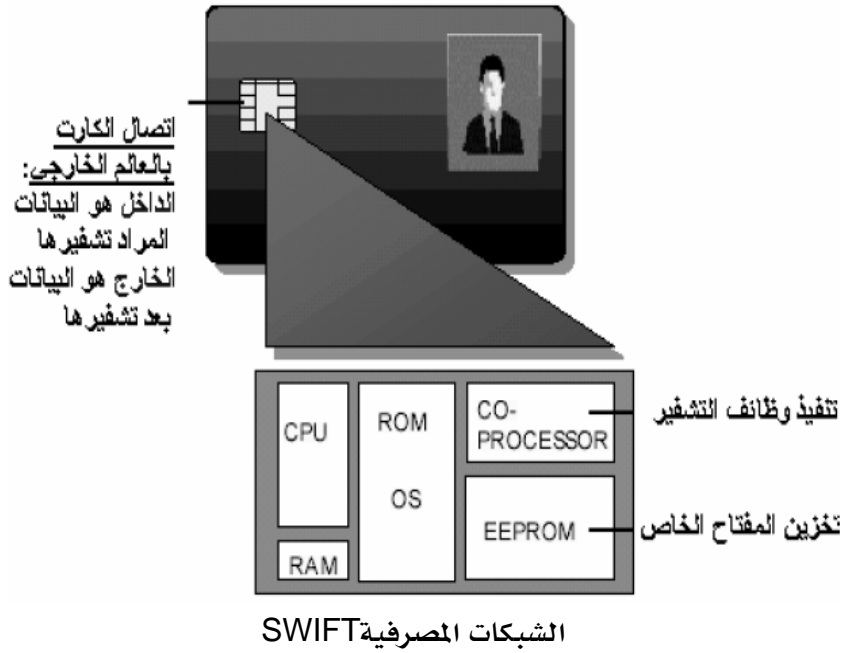 اتصال الكارت
بالعالم الخارجي:
الداخل هو البيانات
المراد تشفيرها
الخارج هو البيانات
بعد تشفيرها
CPU
RAM
ROM
OS
CO-
PROCESSOR
EEPROM
تنفيذ وظائف التشفير
تخزين المفتاح الخاص
الشبكات المصرفيةSWIFT